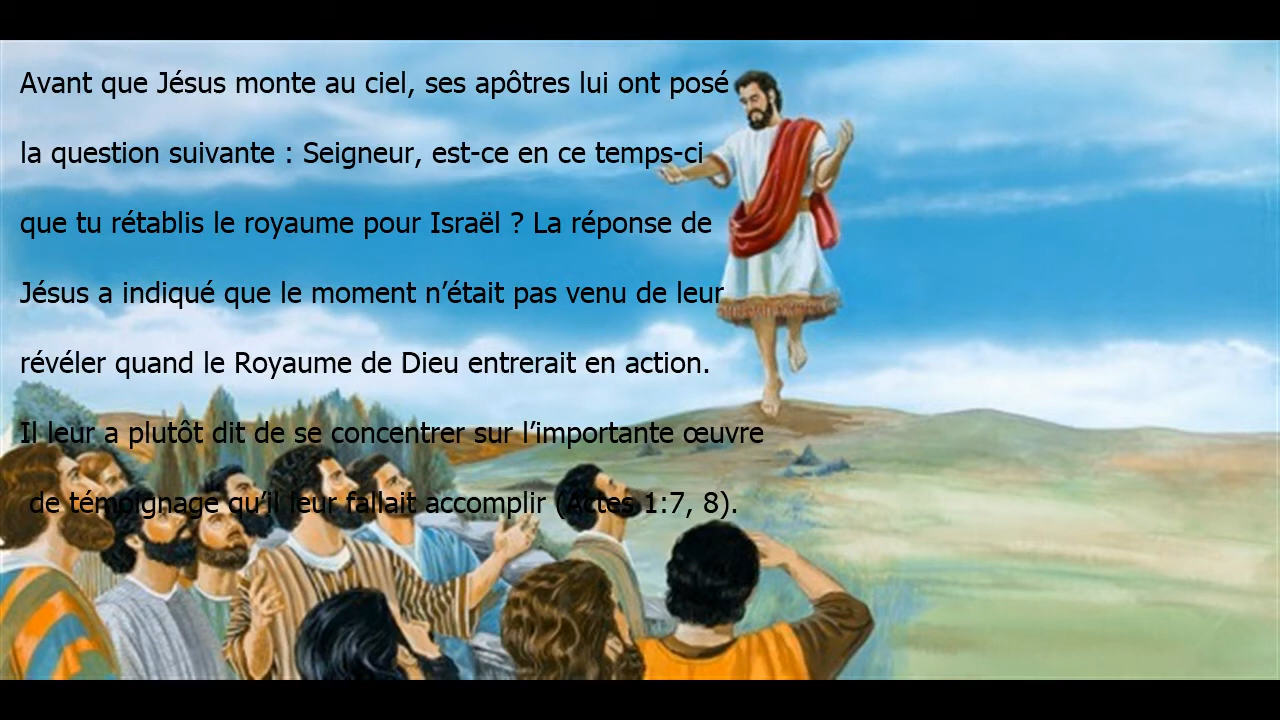 Avant que Jésus monte au ciel, ses apôtres lui ont posé
la question suivante : Seigneur, est-ce en ce temps-ci
que tu rétablis le royaume pour Israël ? La réponse de
Jésus a indiqué que le moment n’était pas venu de leur
révéler quand le Royaume de Dieu entrerait en action.
Il leur a plutôt dit de se concentrer sur l’importante œuvre
de témoignage qu’il leur fallait accomplir (Actes 1:7, 8).